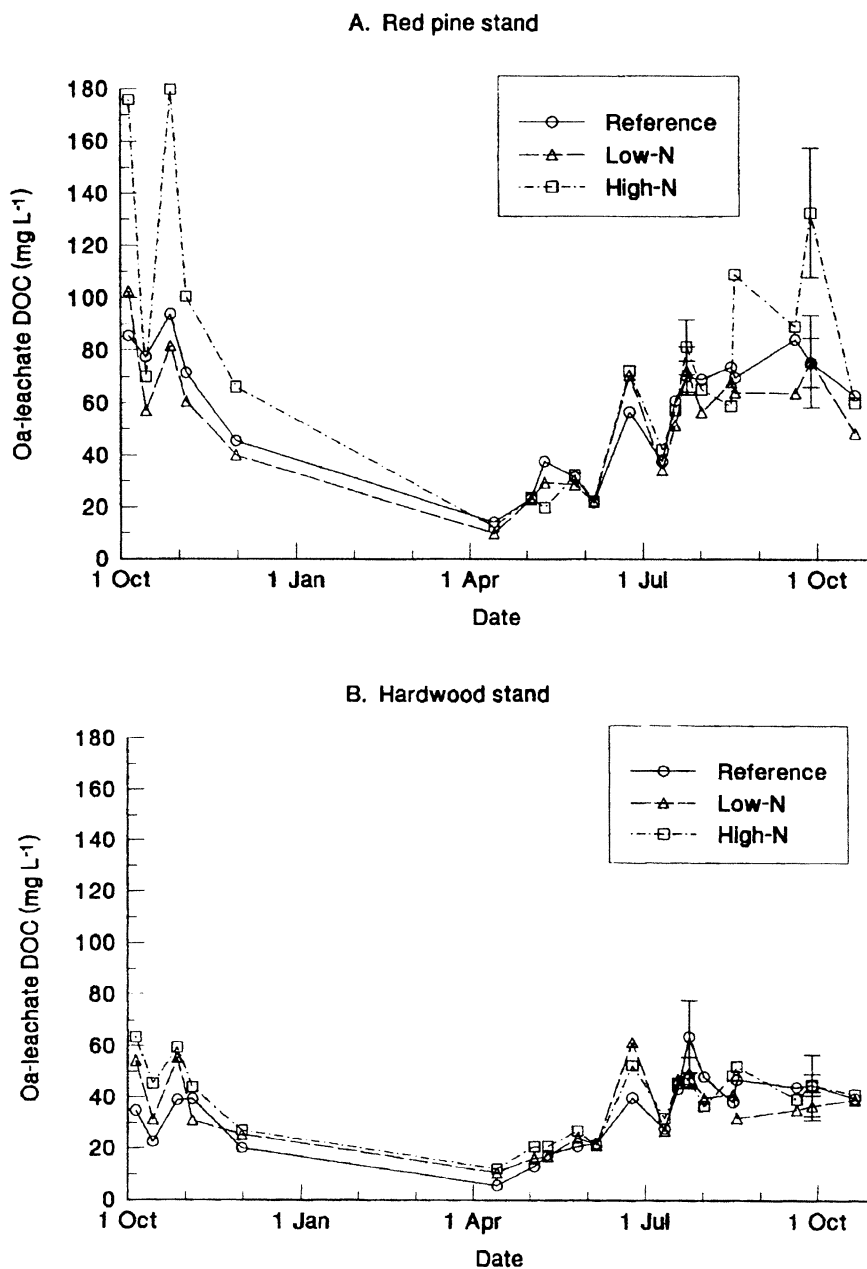 A. Red pine stand
180
160
140
120
100
80
60
40
20
0
Oa-leachate DOC (mg L-1)
Reference
Low-N
High-N
1 Oct
1 Jan
1 Apr
1 Jul
1 Oct
Date
B. Hardwood stand
180
160
140
120
100
80
60
40
20
0
Oa-leachate DOC (mg L-1)
Reference
Low-N
High-N
1 Oct
1 Jan
1 Apr
1 Jul
1 Oct
Date